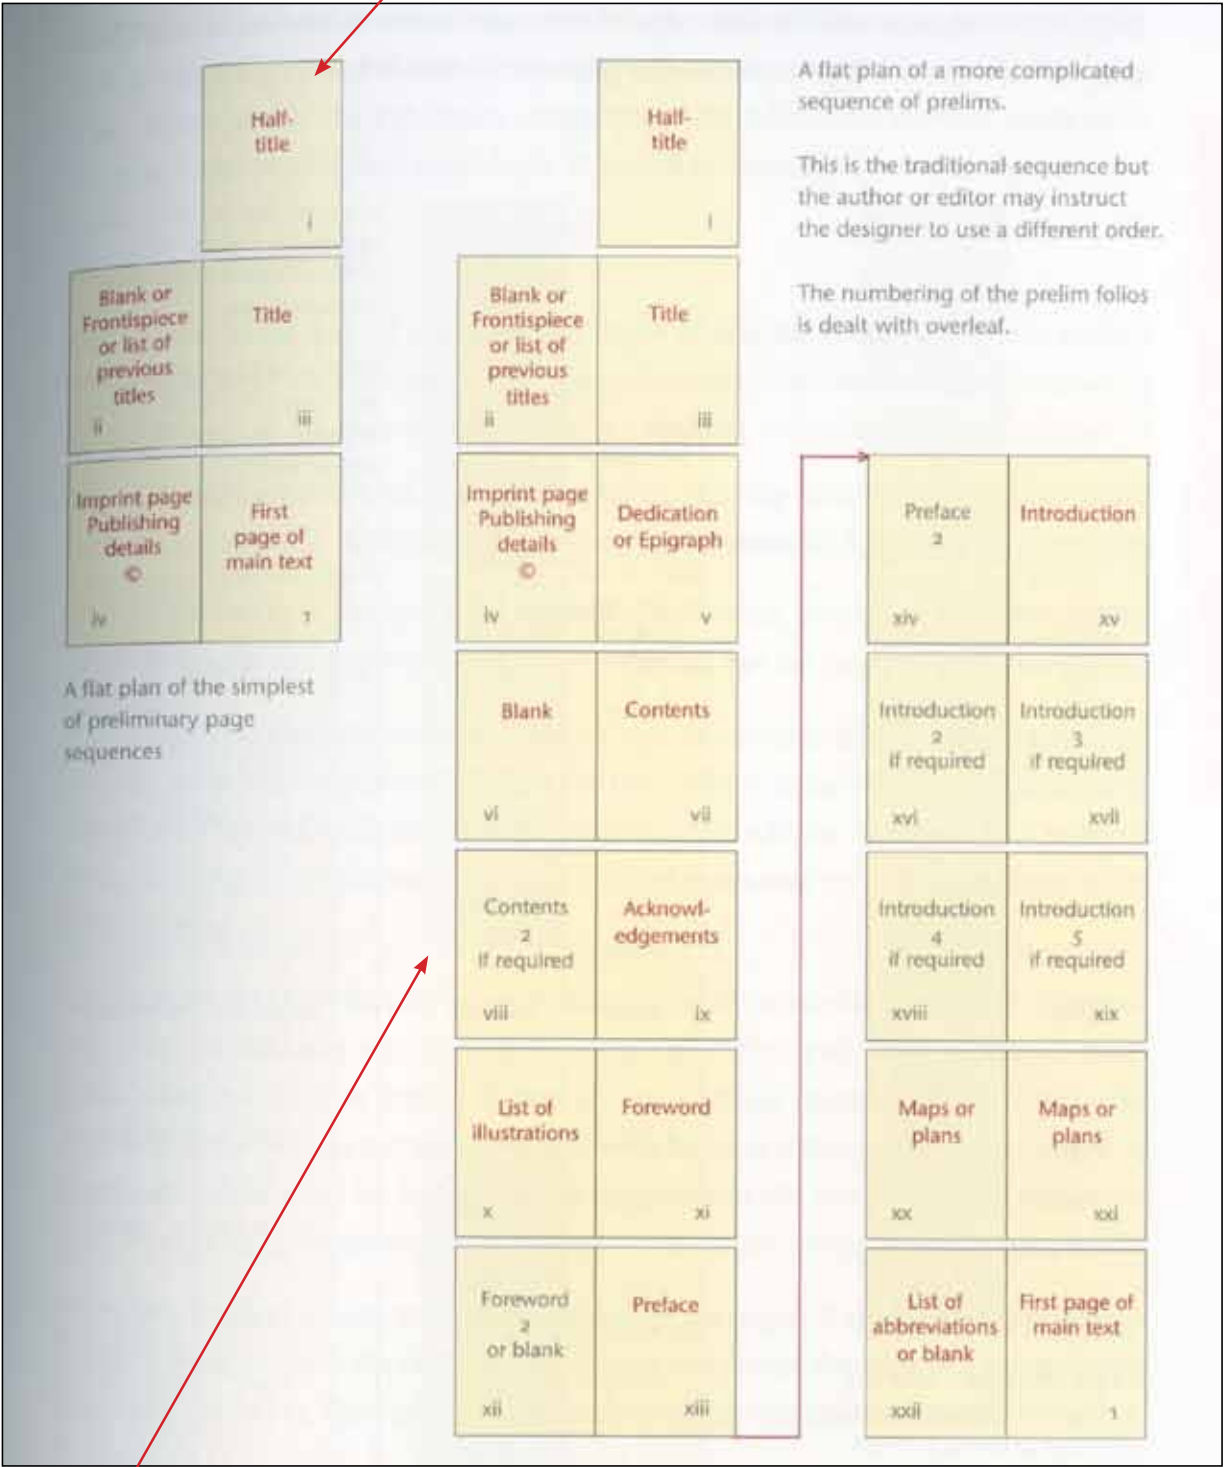 Half-
title
i
Blank or
Frontispiece
or list of
previous
titles
ii
Title
iii
Imprint page
Publishing
details
©
iv
First
page of
main text
1
A flat plan of the simplest
of preliminary page
sequences
Half-
title
i
Blank or
Frontispiece
or list of
previous
titles
ii
Title
iii
Imprint page
Publishing
details
©
iv
Dedication
or Epigraph
v
Blank
vi
Contents
vii
Contents
2
if required
viii
Acknowl-
edgements
ix
List of
illustrations
x
Foreword
xi
Foreword
2
or blank
xii
Preface
xiii
A flat plan of a more complicated
sequence of prelims.
This is the traditional sequence but
the author or editor may instruct
the designer to use a different order.
The numbering of the prelim folios
is dealt with overleaf.
Preface
2
xiv
Introduction
xv
Introduction
2
if required
xvi
Introduction
3
if required
xvii
Introduction
4
if required
xviii
Introduction
5
if required
xix
Maps or
plans
xx
Maps or
plans
xxi
List of
abbreviations
or blank
xxii
First page of
main text
1